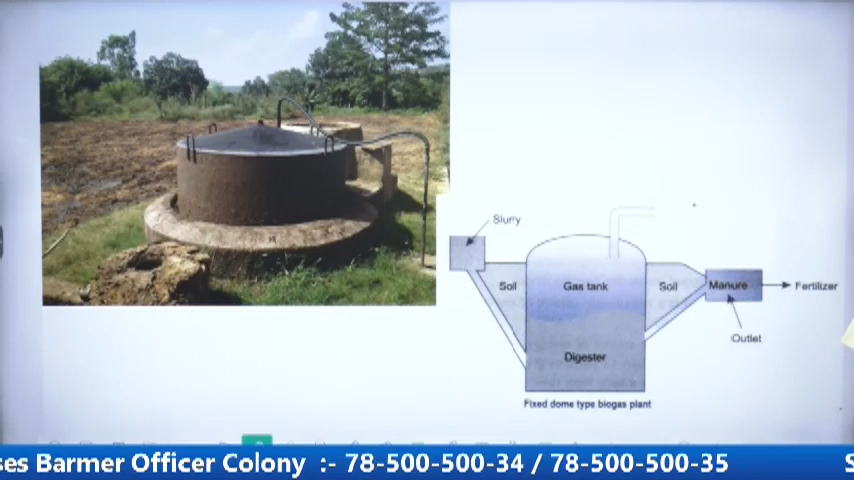 Slurry
Soil
Gas tank
Soil
Manure
Fertilizer
Outlet
Digester
Fixed dome type biogas plant
ses Barmer Officer Colony :- 78-500-500-34 / 78-500-500-35
S